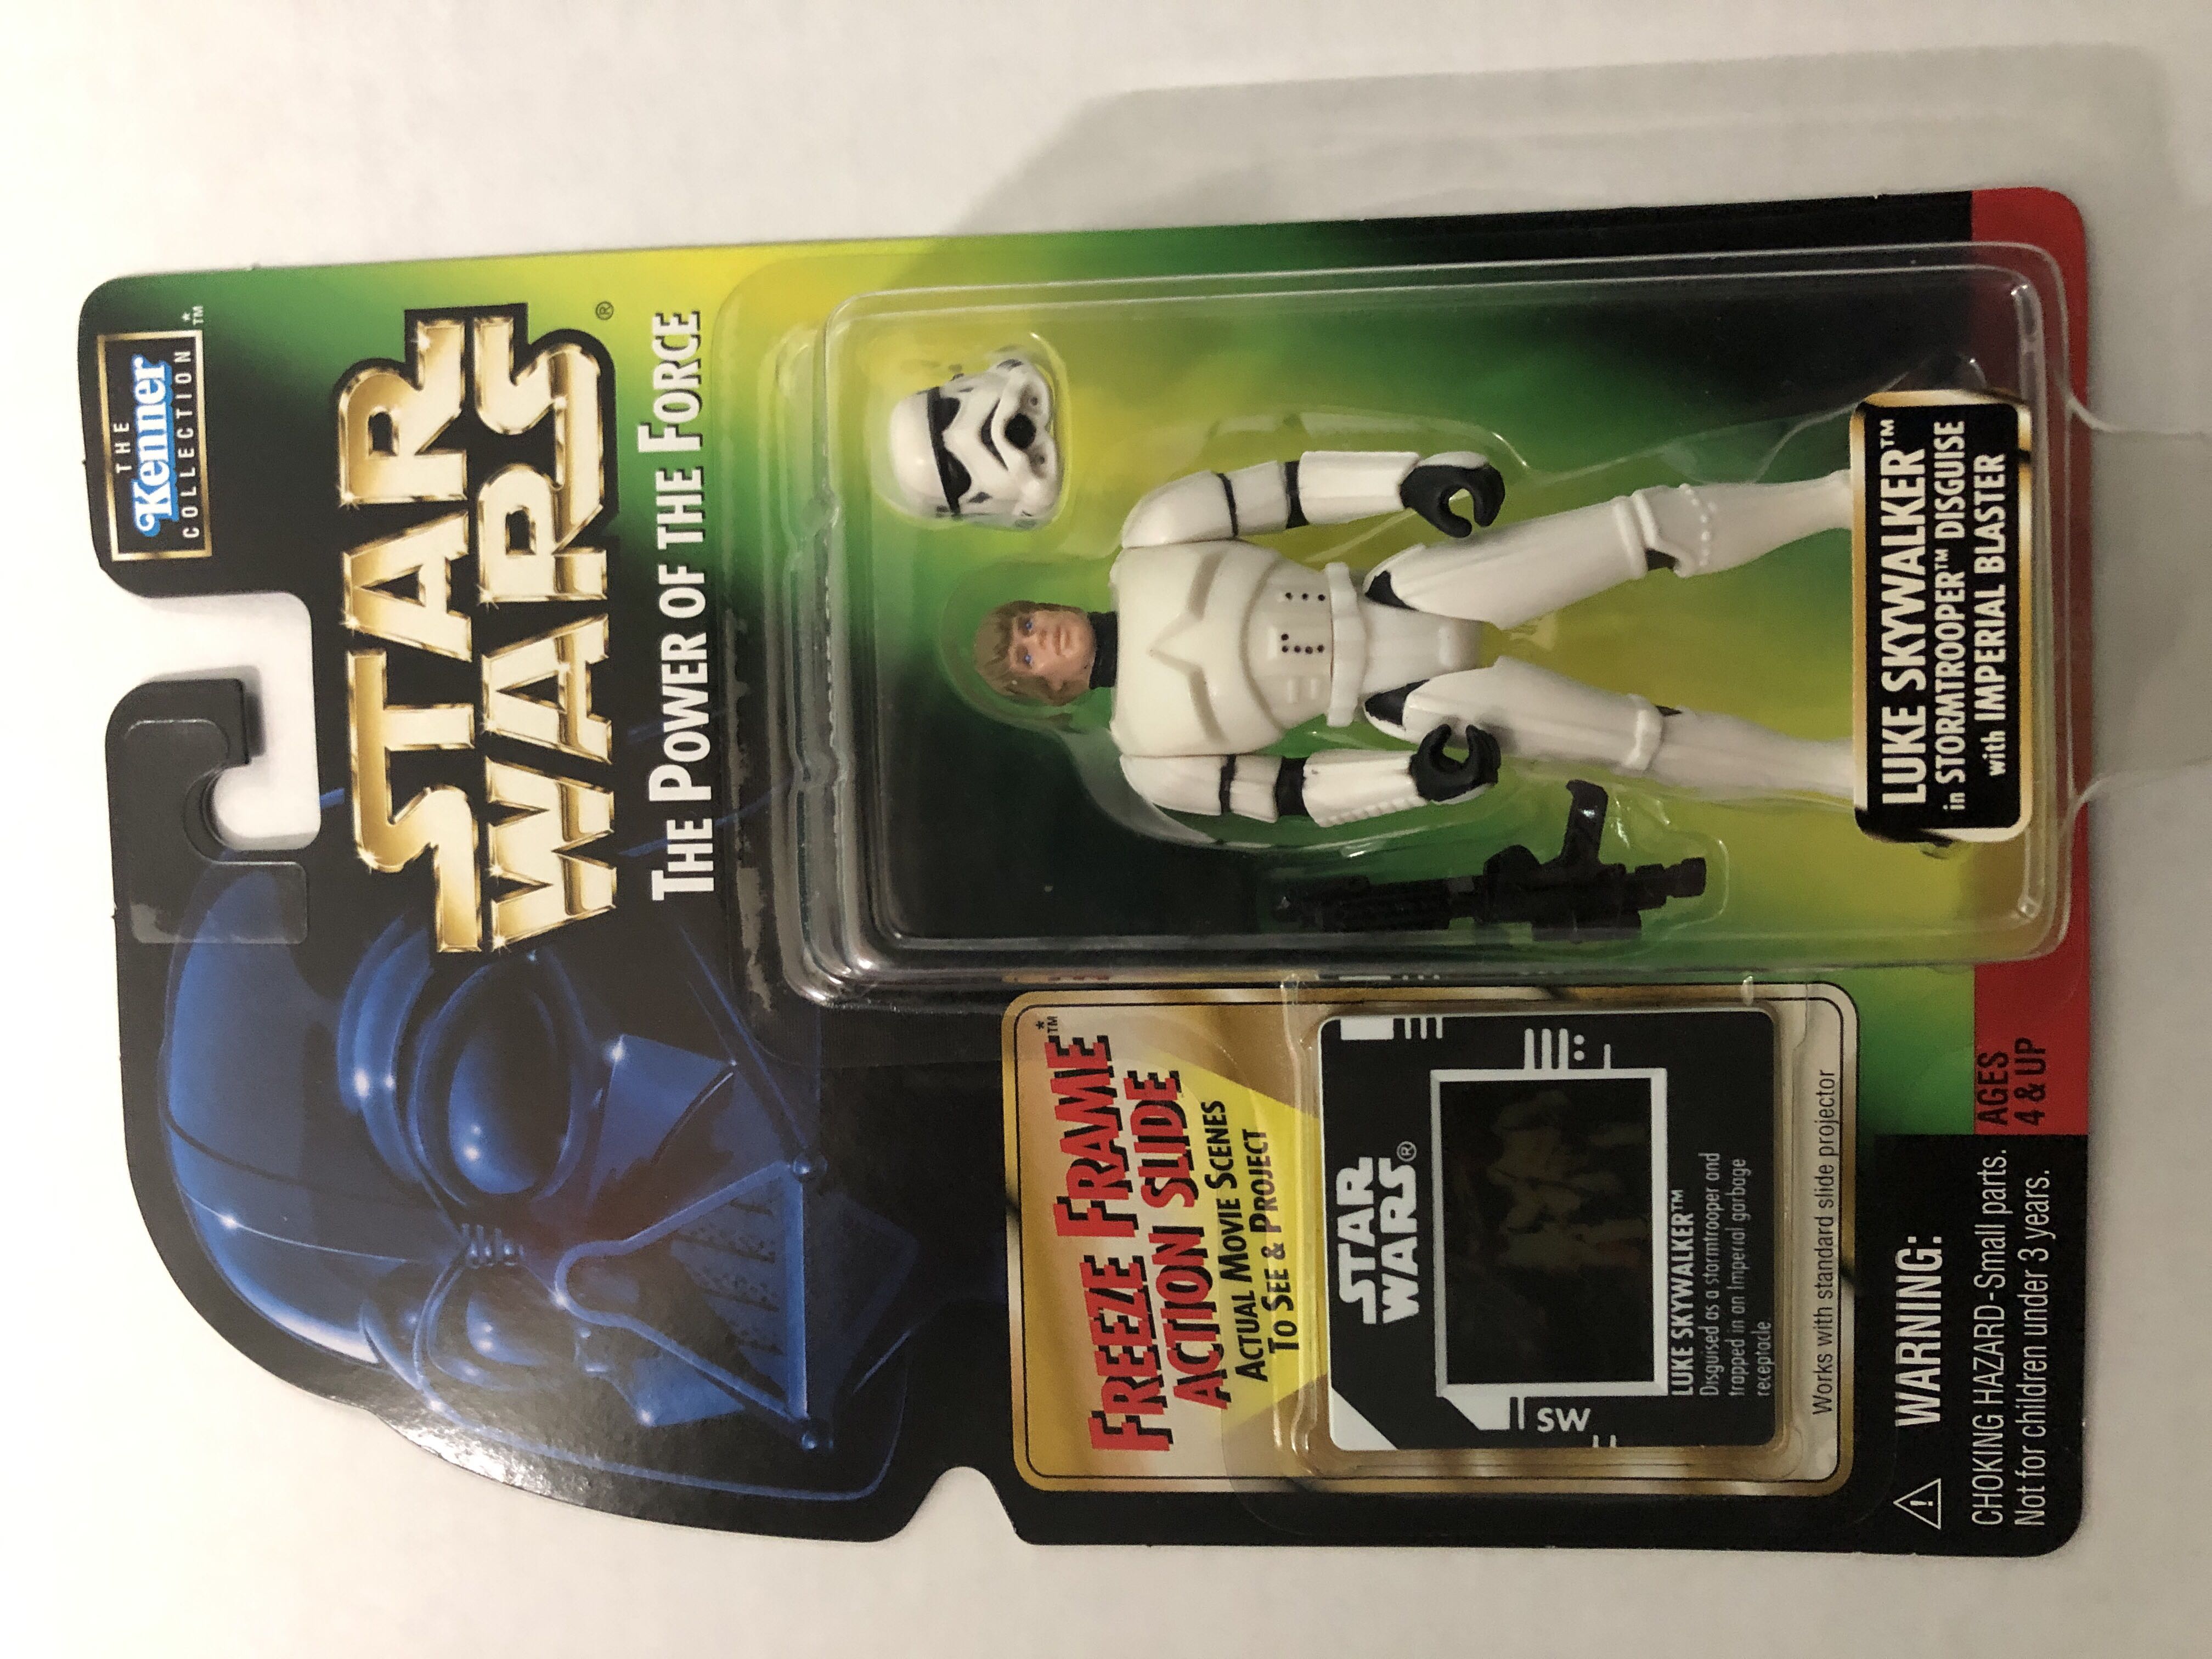 THE
Kenner
COLLECTION
*
TM
STAR
WARS
®
THE POWER OF THE FORCE
FREEZE FRAME*TM
ACTION SLIDE
ACTUAL MOVIE SCENES
TO SEE & PROJECT
STAR
WARS®
SW
LUKE SKYWALKER™
Disguised as a stormtrooper and
trapped in an Imperial garbage
receptacle
Works with standard slide projector
LUKE SKYWALKER™
in STORMTROOPER™ DISGUISE
with IMPERIAL BLASTER
WARNING:
CHOKING HAZARD-Small parts.
Not for children under 3 years.
AGES
4 & UP